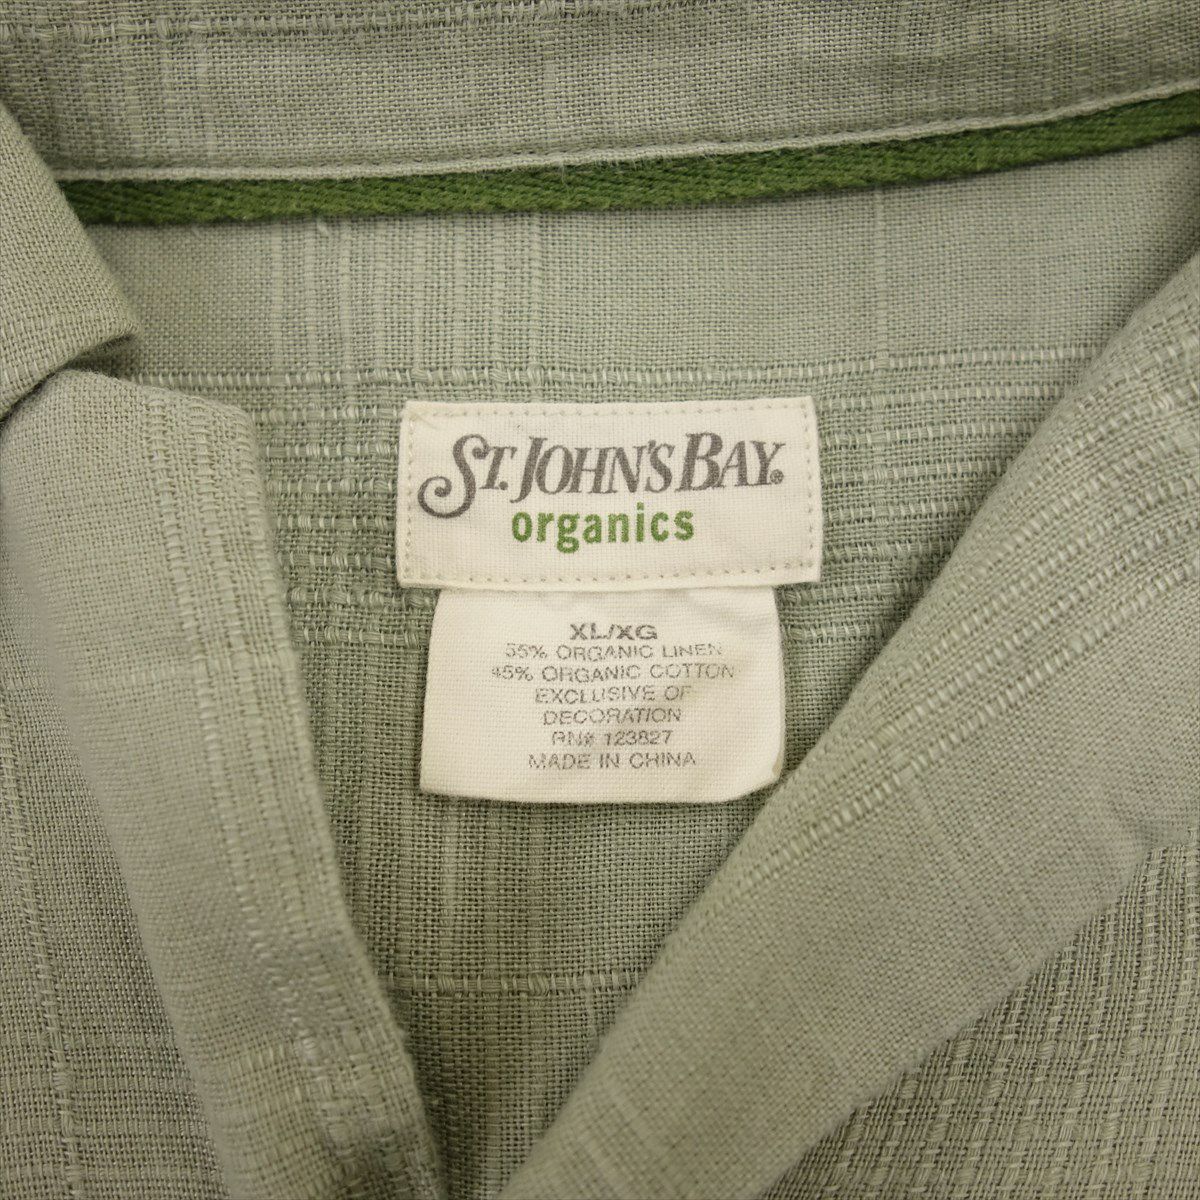 ST. JOHN'S BAY®
organics
XL/XG
55% ORGANIC LINEN
45% ORGANIC COTTON
EXCLUSIVE OF
DECORATION
RN# 123827
MADE IN CHINA